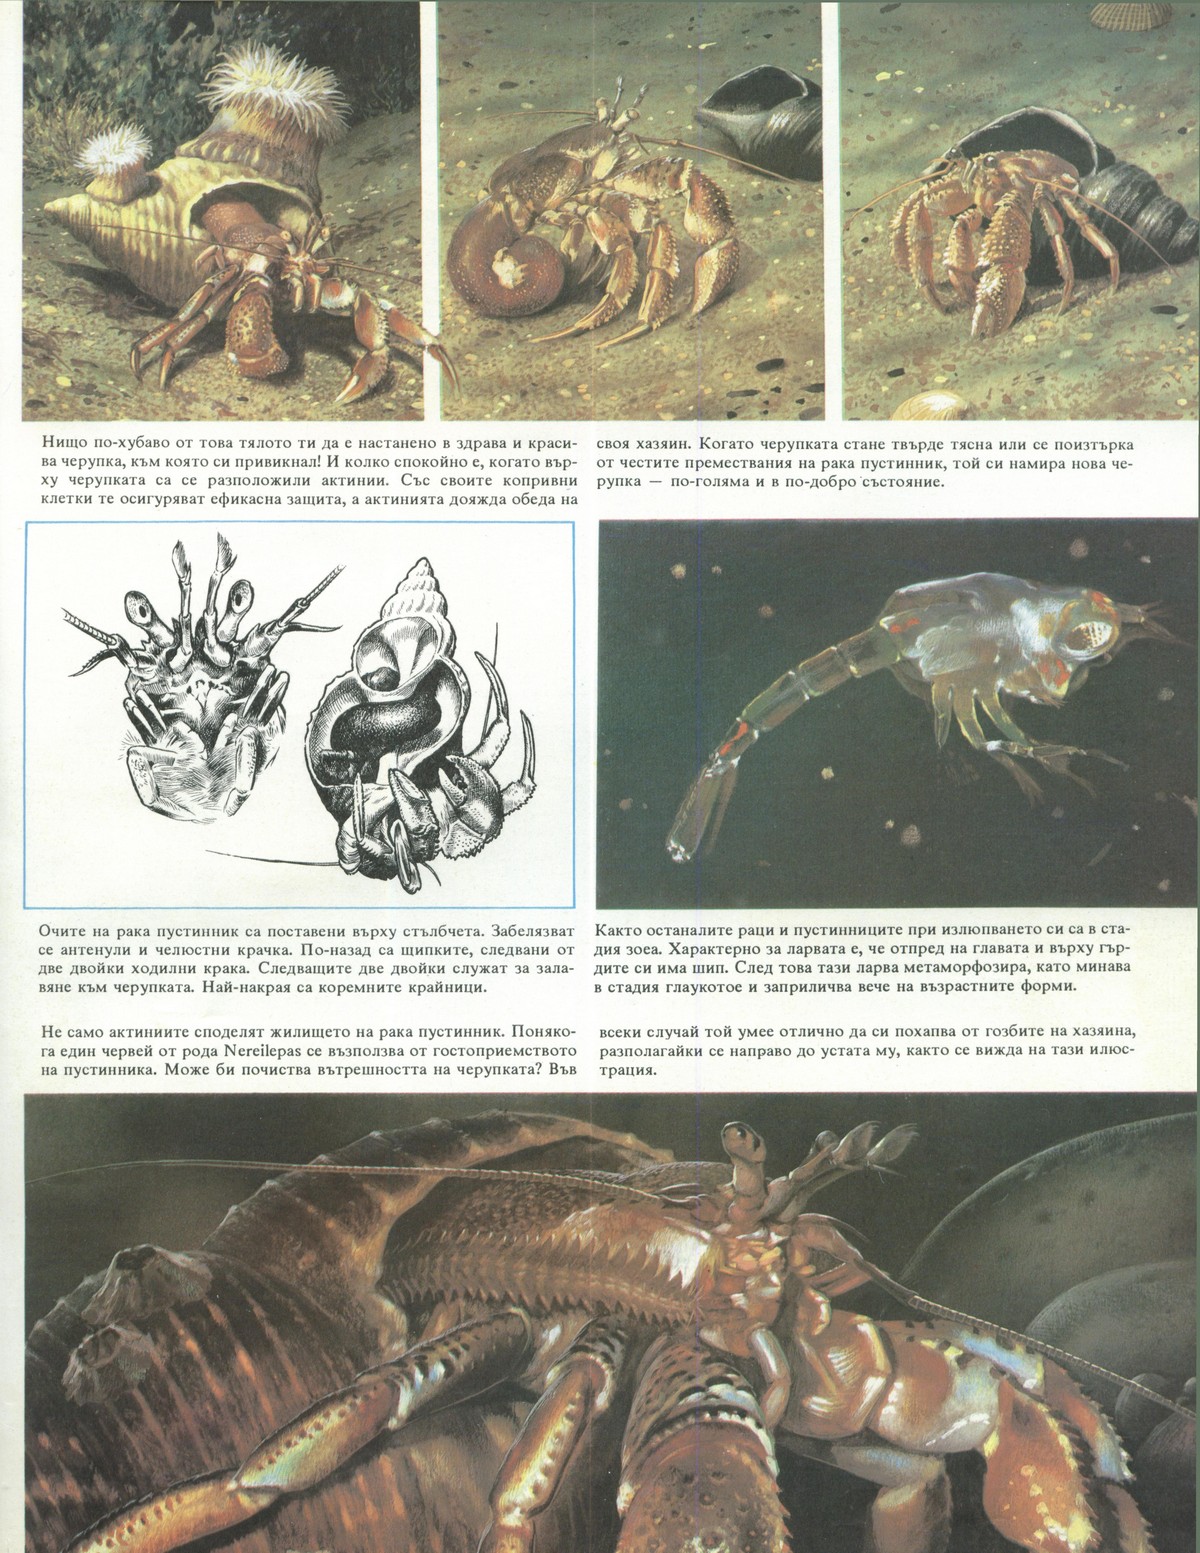 Нищо по-хубаво от това тялото ти да е настанено в здрава и краси-
ва черупка, към която си привикнал! И колко спокойно е, когато вър-
ху черупката са се разположили актинии. Със своите копривни
клетки те осигуряват ефикасна защита, а актинията дояжда обеда на
своя хазяин. Когато черупката стане твърде тясна или се поизтърка
от честите премествания на рака пустинник, той си намира нова че-
рупка — по-голяма и в по-добро състояние.
Очите на рака пустинник са поставени върху стълбчета. Забелязват
се антенули и челюстни крачка. По-назад са щипките, следвани от
две двойки ходилни крака. Следващите две двойки служат за зала-
вяне към черупката. Най-накрая са коремните крайници.
Както останалите раци и пустинниците при излюпването си са в ста-
дия зоеа. Характерно за ларвата е, че отпред на главата и върху гър-
дите си има шип. След това тази ларва метаморфозира, като минава
в стадия глаукотое и заприличва вече на възрастните форми.
Не само актиниите споделят жилището на рака пустинник. Поняко-
га един червей от рода Nereilepas се възползва от гостоприемството
на пустинника. Може би почиства вътрешността на черупката? Във
всеки случай той умее отлично да си похапва от гозбите на хазяина,
разполагайки се направо до устата му, както се вижда на тази илюс-
трация.